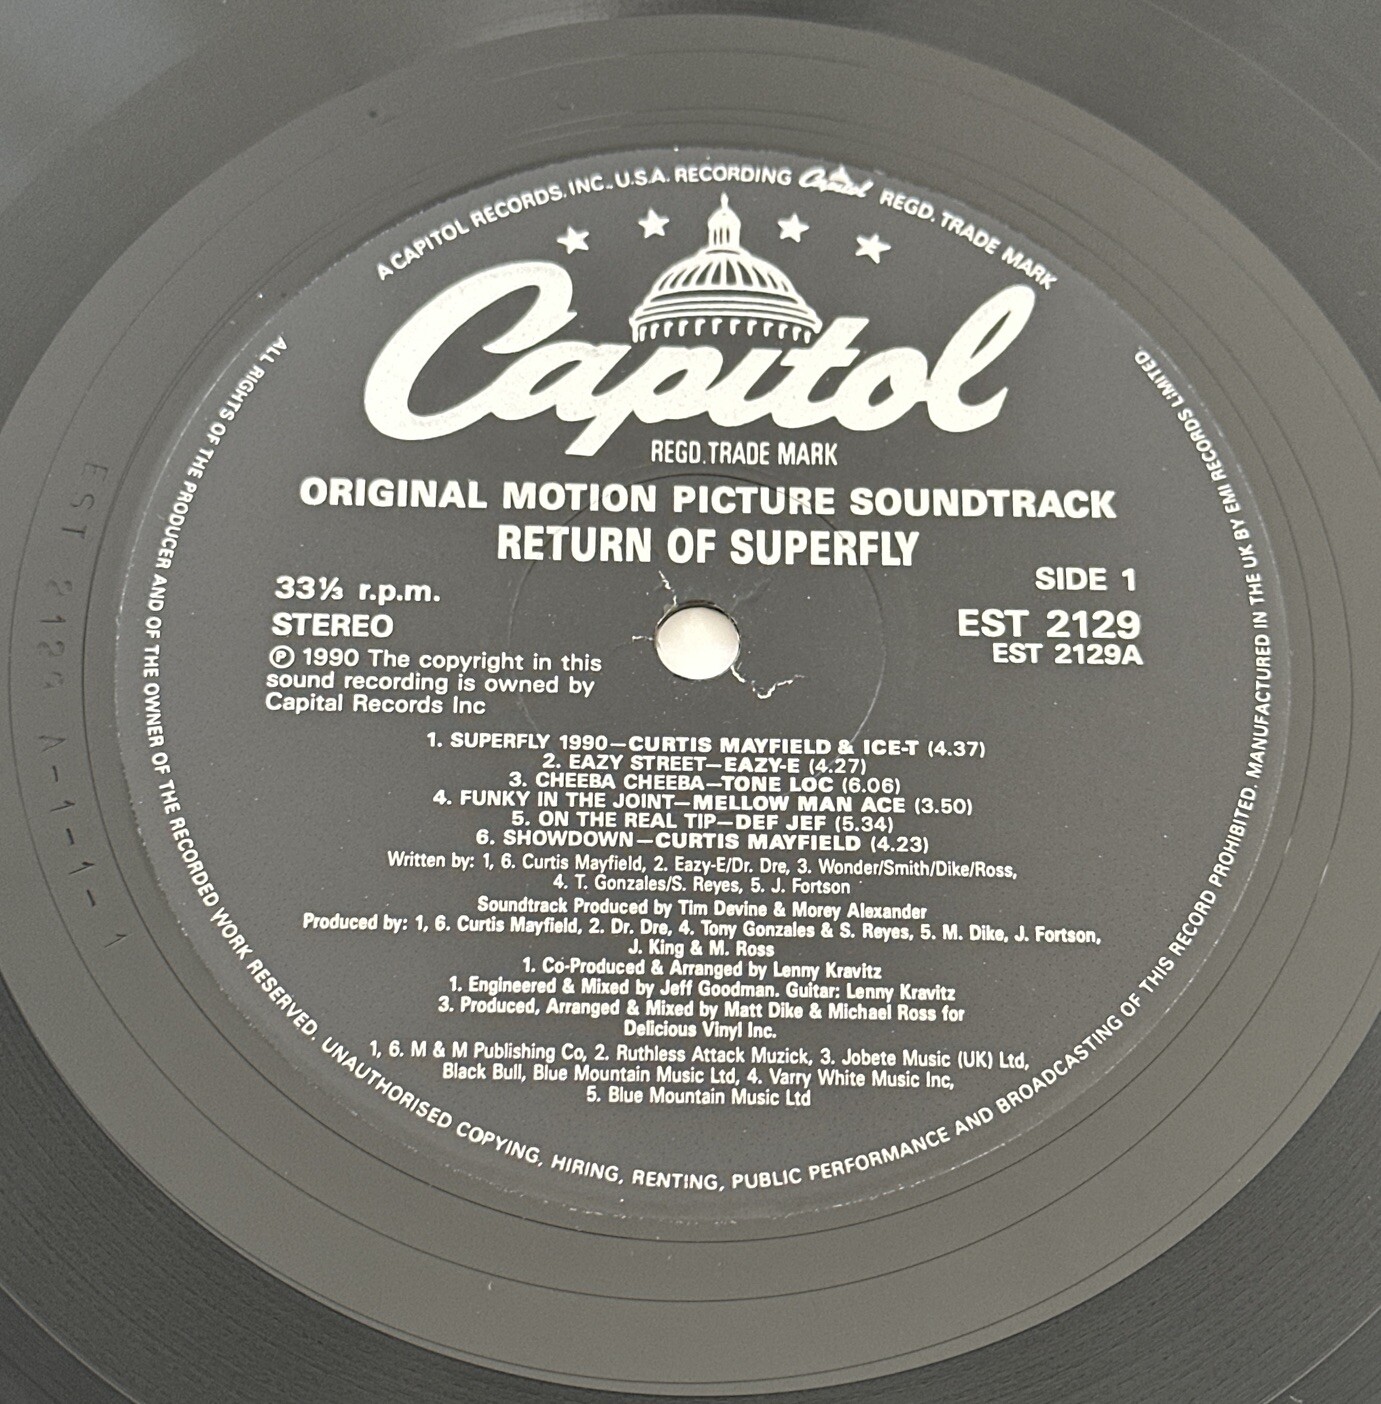 A CAPITOL RECORDS. INC., U.S.A. RECORDING Capitol REGD. TRADE MARK
Capitol
REGD. TRADE MARK
ORIGINAL MOTION PICTURE SOUNDTRACK
RETURN OF SUPERFLY
33⅓ r.p.m.
STEREO
Ⓟ 1990 The copyright in this
sound recording is owned by
Capital Records Inc
SIDE 1
EST 2129
EST 2129A
1. SUPERFLY 1990—CURTIS MAYFIELD & ICE-T (4.37)
2. EAZY STREET—EAZY-E (4.27)
3. CHEEBA CHEEBA—TONE LOC (6.06)
4. FUNKY IN THE JOINT—MELLOW MAN ACE (3.50)
5. ON THE REAL TIP—DEF JEF (5.34)
6. SHOWDOWN—CURTIS MAYFIELD (4.23)
Written by: 1, 6. Curtis Mayfield, 2. Eazy-E/Dr. Dre, 3. Wonder/Smith/Dike/Ross,
4. T. Gonzales/S. Reyes, 5. J. Fortson
Soundtrack Produced by Tim Devine & Morey Alexander
Produced by: 1, 6. Curtis Mayfield, 2. Dr. Dre, 4. Tony Gonzales & S. Reyes, 5. M. Dike, J. Fortson,
J. King & M. Ross
1. Co-Produced & Arranged by Lenny Kravitz
1. Engineered & Mixed by Jeff Goodman. Guitar: Lenny Kravitz
3. Produced, Arranged & Mixed by Matt Dike & Michael Ross for
Delicious Vinyl Inc.
1, 6. M & M Publishing Co, 2. Ruthless Attack Muzick, 3. Jobete Music (UK) Ltd,
Black Bull, Blue Mountain Music Ltd, 4. Varry White Music Inc,
5. Blue Mountain Music Ltd
ALL RIGHTS OF THE PRODUCER AND OF THE OWNER OF THE RECORDED WORK RESERVED. UNAUTHORISED COPYING, HIRING, RENTING, PUBLIC PERFORMANCE AND BROADCASTING OF THIS RECORD PROHIBITED. MANUFACTURED IN THE UK BY EMI RECORDS LIMITED.
EST 2129 A-1-1-1